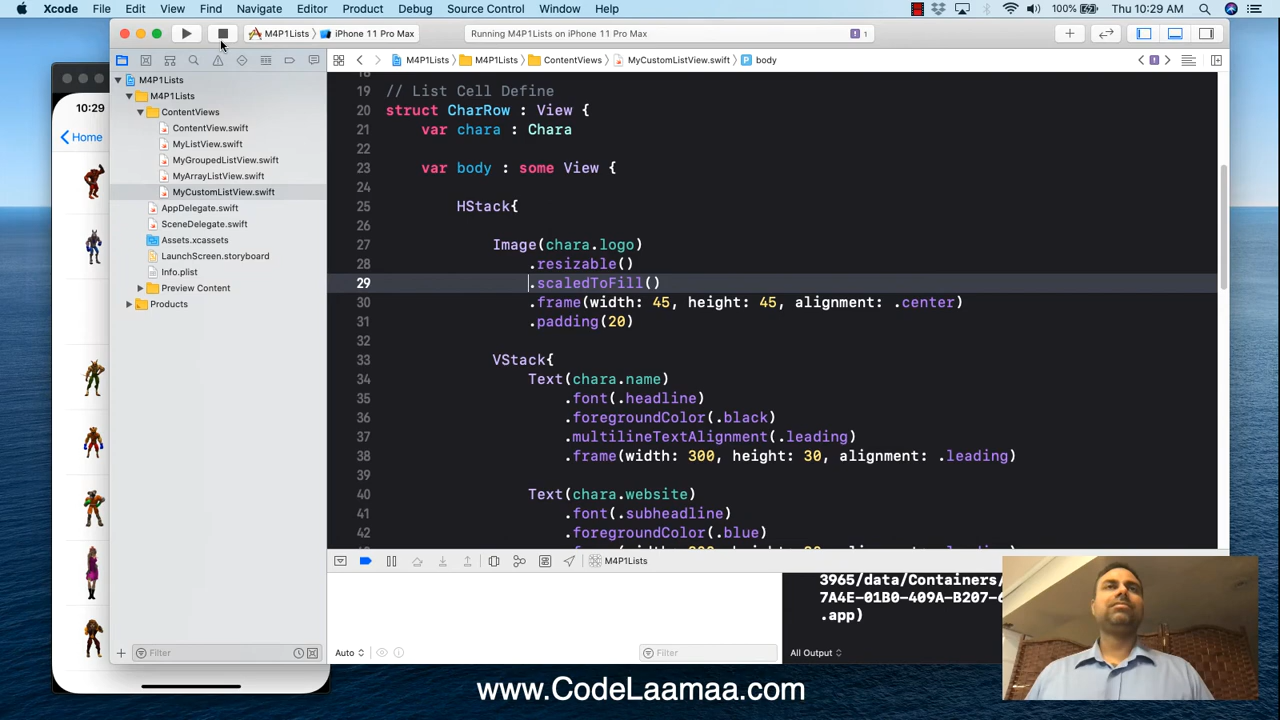 Xcode File Edit View Find Navigate Editor Product Debug Source Control Window Help 100% Thu 10:29 AM
M4P1Lists iPhone 11 Pro Max Running M4P1Lists on iPhone 11 Pro Max 1
M4P1Lists M4P1Lists ContentViews MyCustomListView.swift body
10:29
Home
M4P1Lists
M4P1Lists
ContentViews
ContentView.swift
MyListView.swift
MyGroupedListView.swift
MyArrayListView.swift
MyCustomListView.swift
AppDelegate.swift
SceneDelegate.swift
Assets.xcassets
LaunchScreen.storyboard
Info.plist
Preview Content
Products
Filter
18
19 // List Cell Define
20 struct CharRow : View {
21 var chara : Chara
22
23 var body : some View {
24
25 HStack{
26
27 Image(chara.logo)
28 .resizable()
29 .scaledToFill()
30 .frame(width: 45, height: 45, alignment: .center)
31 .padding(20)
32
33 VStack{
34 Text(chara.name)
35 .font(.headline)
36 .foregroundColor(.black)
37 .multilineTextAlignment(.leading)
38 .frame(width: 300, height: 30, alignment: .leading)
39
40 Text(chara.website)
41 .font(.subheadline)
42 .foregroundColor(.blue)
M4P1Lists
3965/data/Containers/
7A4E-01B0-409A-B207-
.app)
Auto Filter All Output
www.CodeLaamaa.com